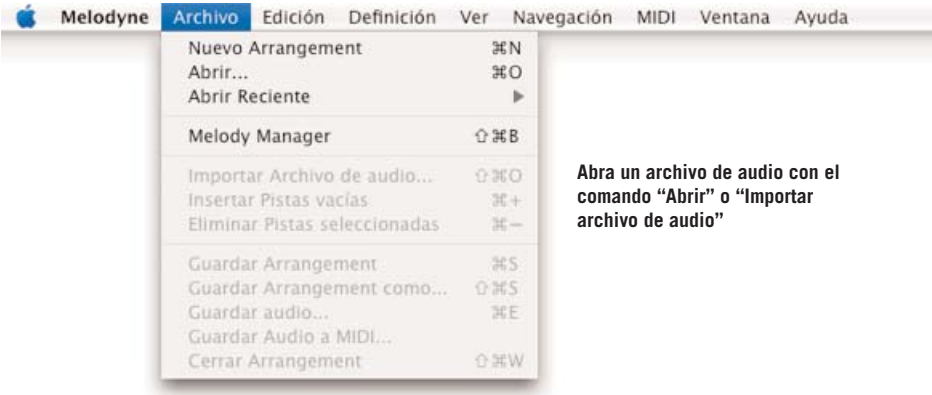 Melodyne Archivo Edición Definición Ver Navegación MIDI Ventana Ayuda
Nuevo Arrangement ⌘N
Abrir... ⌘O
Abrir Reciente ▶
Melody Manager ⇧⌘B
Importar Archivo de audio... ⇧⌘O
Insertar Pistas vacías ⌘+
Eliminar Pistas seleccionadas ⌘−
Guardar Arrangement ⌘S
Guardar Arrangement como... ⇧⌘S
Guardar audio... ⌘E
Guardar Audio a MIDI...
Cerrar Arrangement ⇧⌘W
Abra un archivo de audio con el
comando “Abrir” o “Importar
archivo de audio”